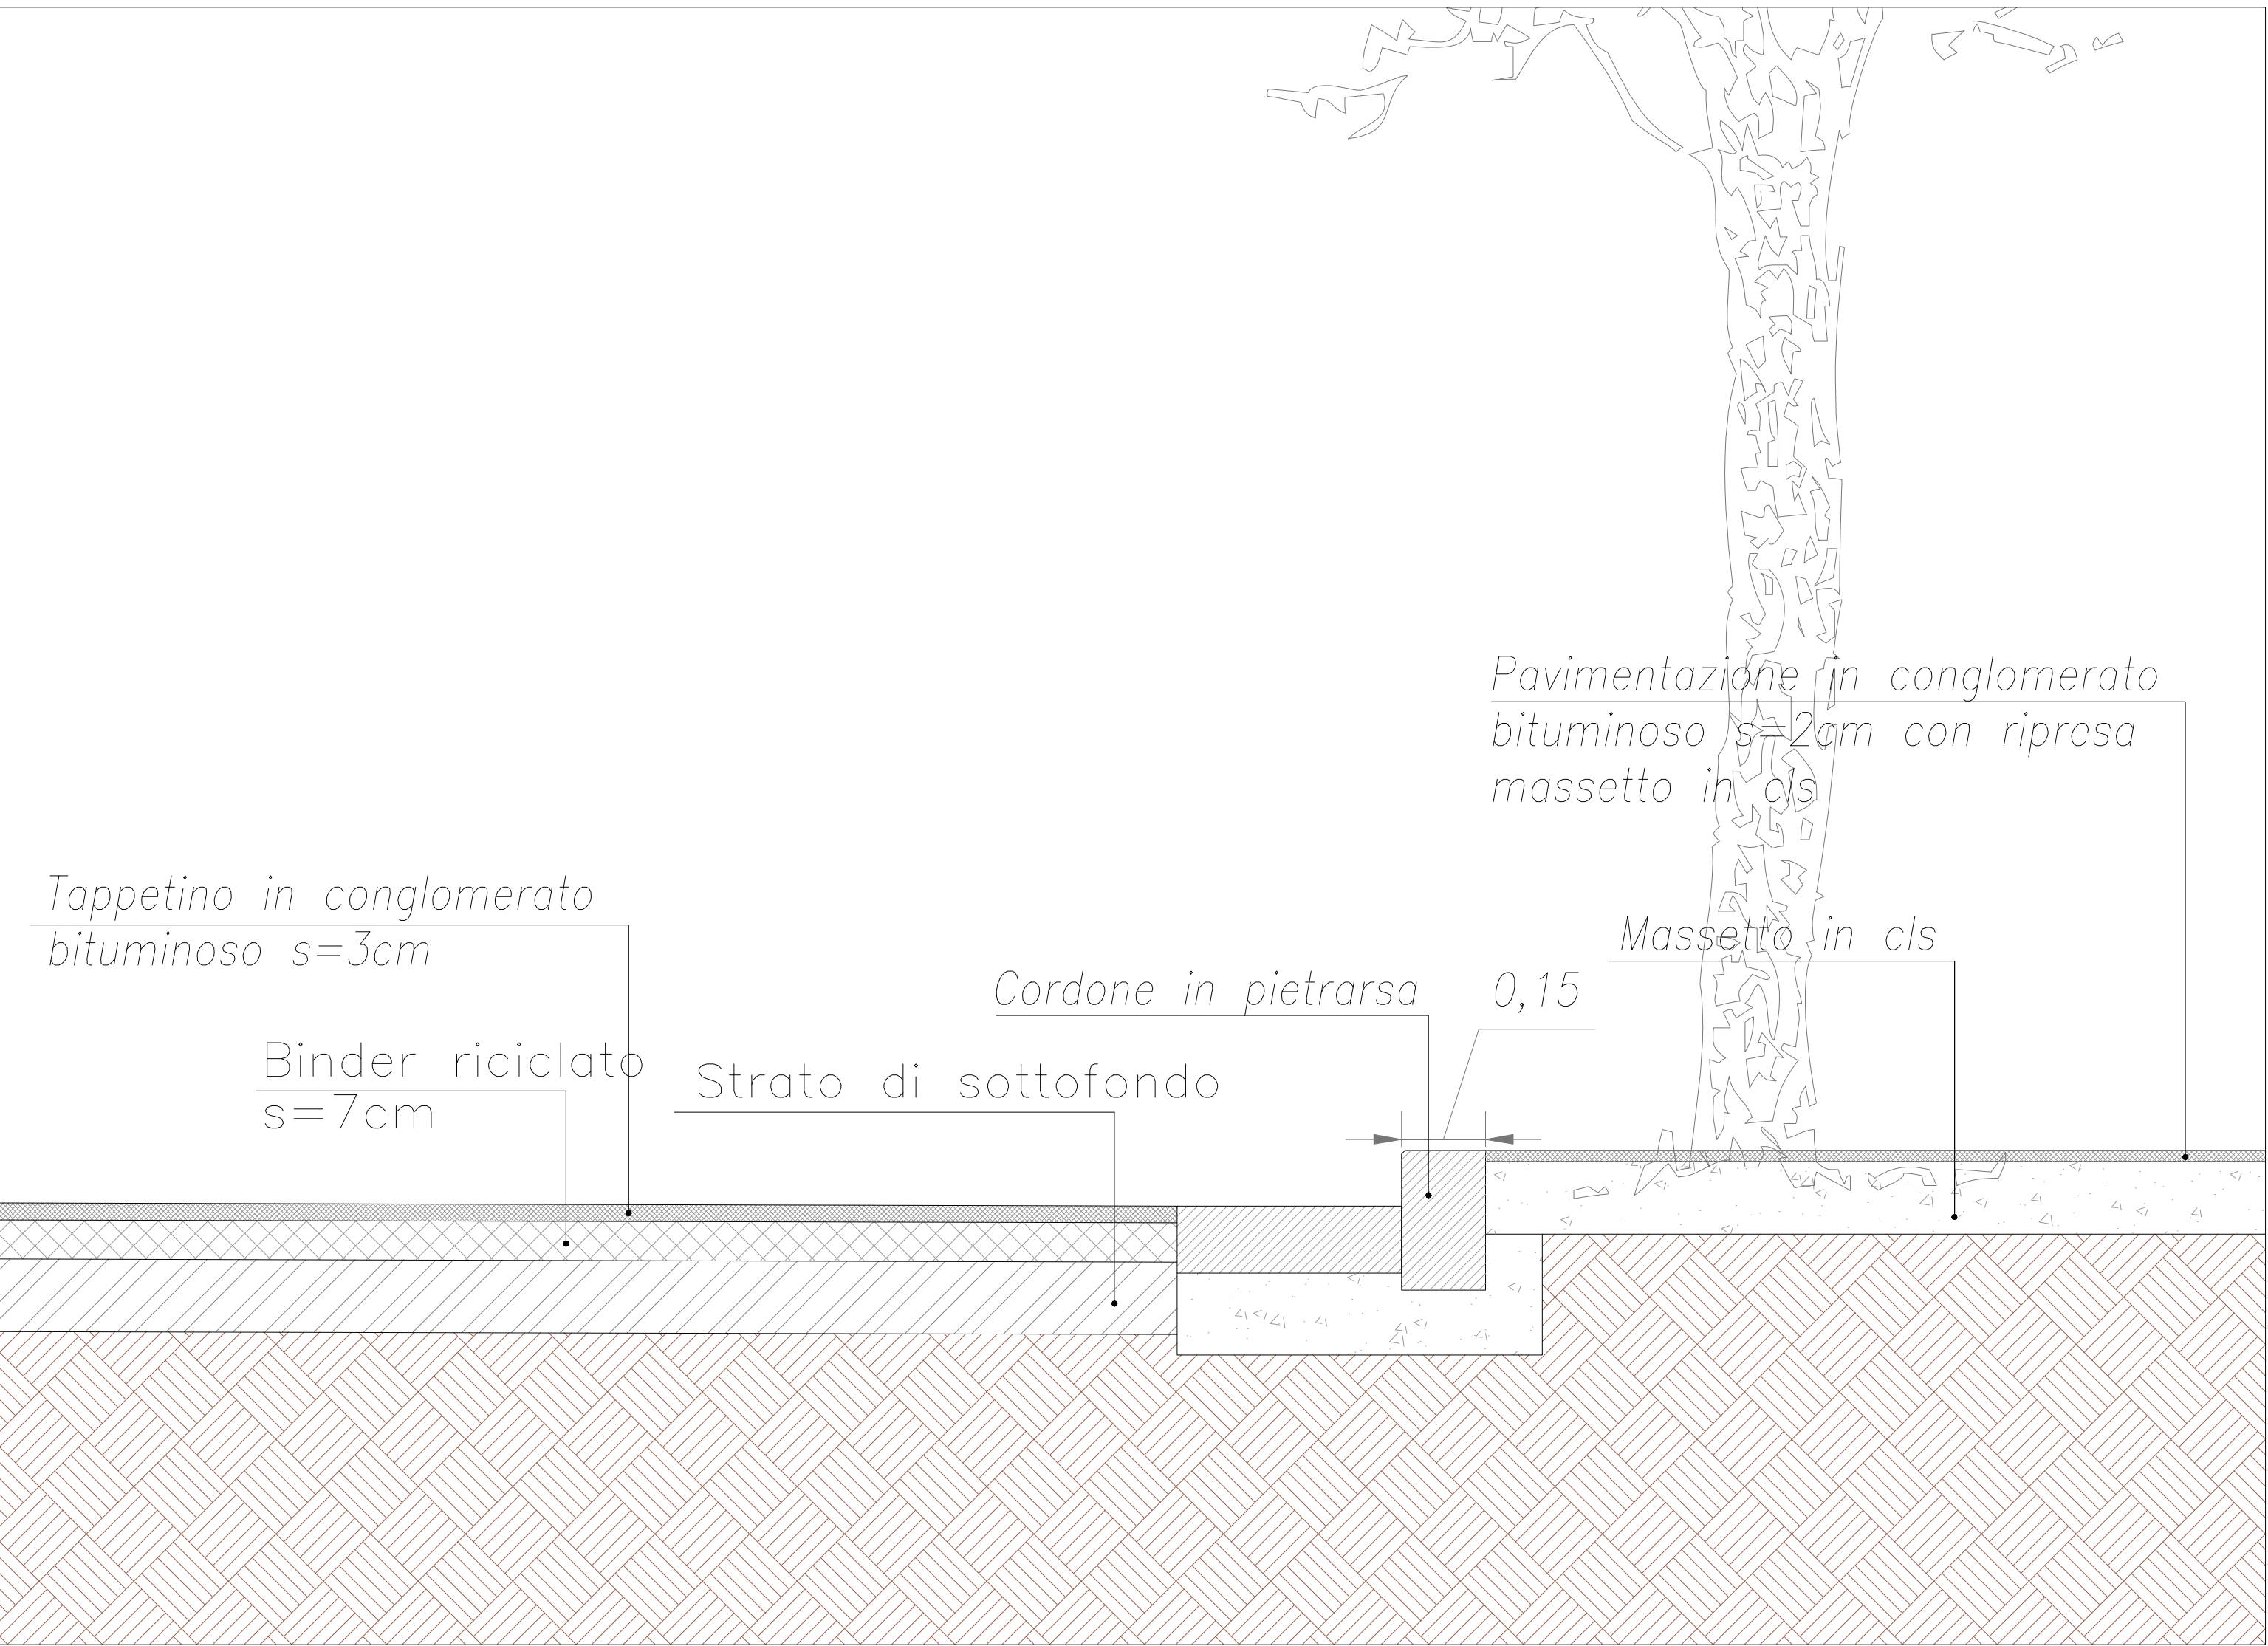 Pavimentazione in conglomerato
bituminoso s=2cm con ripresa
massetto in cls
Tappetino in conglomerato
bituminoso s=3cm
Massetto in cls
Cordone in pietrarsa
0,15
Binder riciclato
s=7cm
Strato di sottofondo